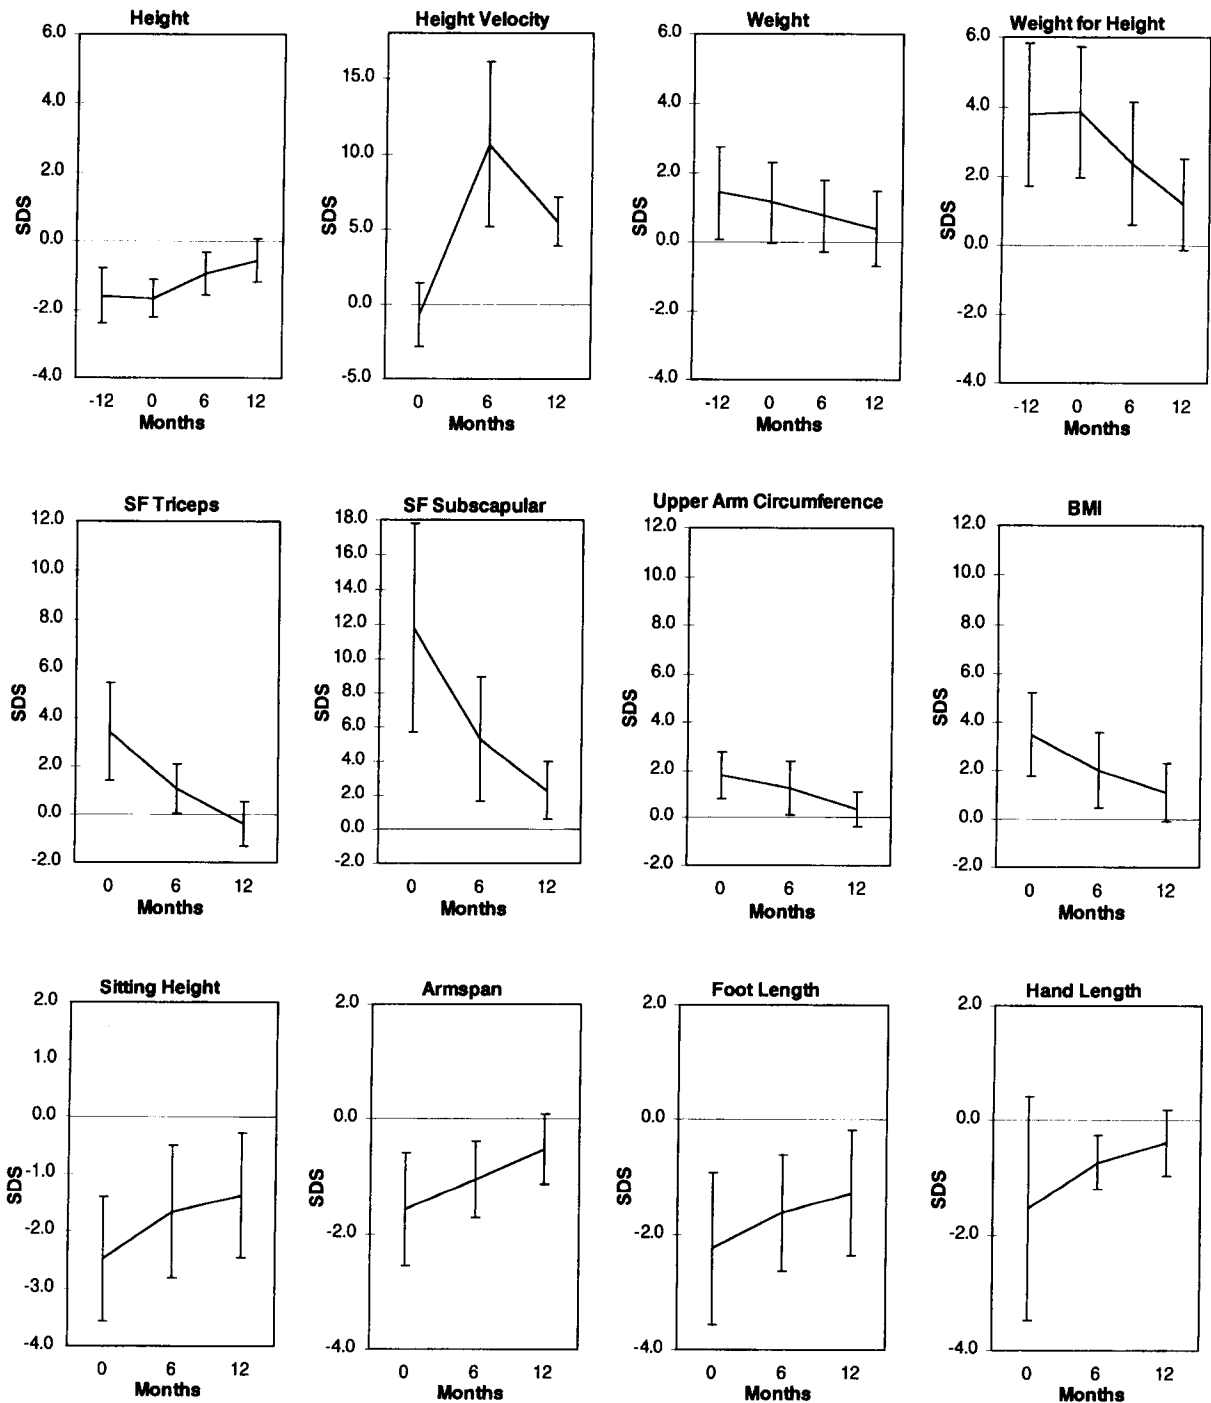 Height
6.0
4.0
2.0
0.0
-2.0
-4.0
SDS
-12 0 6 12
Months
Height Velocity
15.0
10.0
5.0
0.0
-5.0
0 6 12
Months
Weight
6.0
4.0
2.0
0.0
-2.0
-4.0
SDS
-12 0 6 12
Months
Weight for Height
6.0
4.0
2.0
0.0
-2.0
-4.0
SDS
-12 0 6 12
Months
SF Triceps
12.0
10.0
8.0
6.0
4.0
2.0
0.0
-2.0
SDS
0 6 12
Months
SF Subscapular
18.0
16.0
14.0
12.0
10.0
8.0
6.0
4.0
2.0
0.0
-2.0
SDS
0 6 12
Months
Upper Arm Circumference
12.0
10.0
8.0
6.0
4.0
2.0
0.0
-2.0
SDS
0 6 12
Months
BMI
12.0
10.0
8.0
6.0
4.0
2.0
0.0
-2.0
SDS
0 6 12
Months
Sitting Height
2.0
1.0
0.0
-1.0
-2.0
-3.0
-4.0
SDS
0 6 12
Months
Armspan
2.0
0.0
-2.0
-4.0
SDS
0 6 12
Months
Foot Length
2.0
0.0
-2.0
-4.0
SDS
0 6 12
Months
Hand Length
2.0
0.0
-2.0
-4.0
SDS
0 6 12
Months